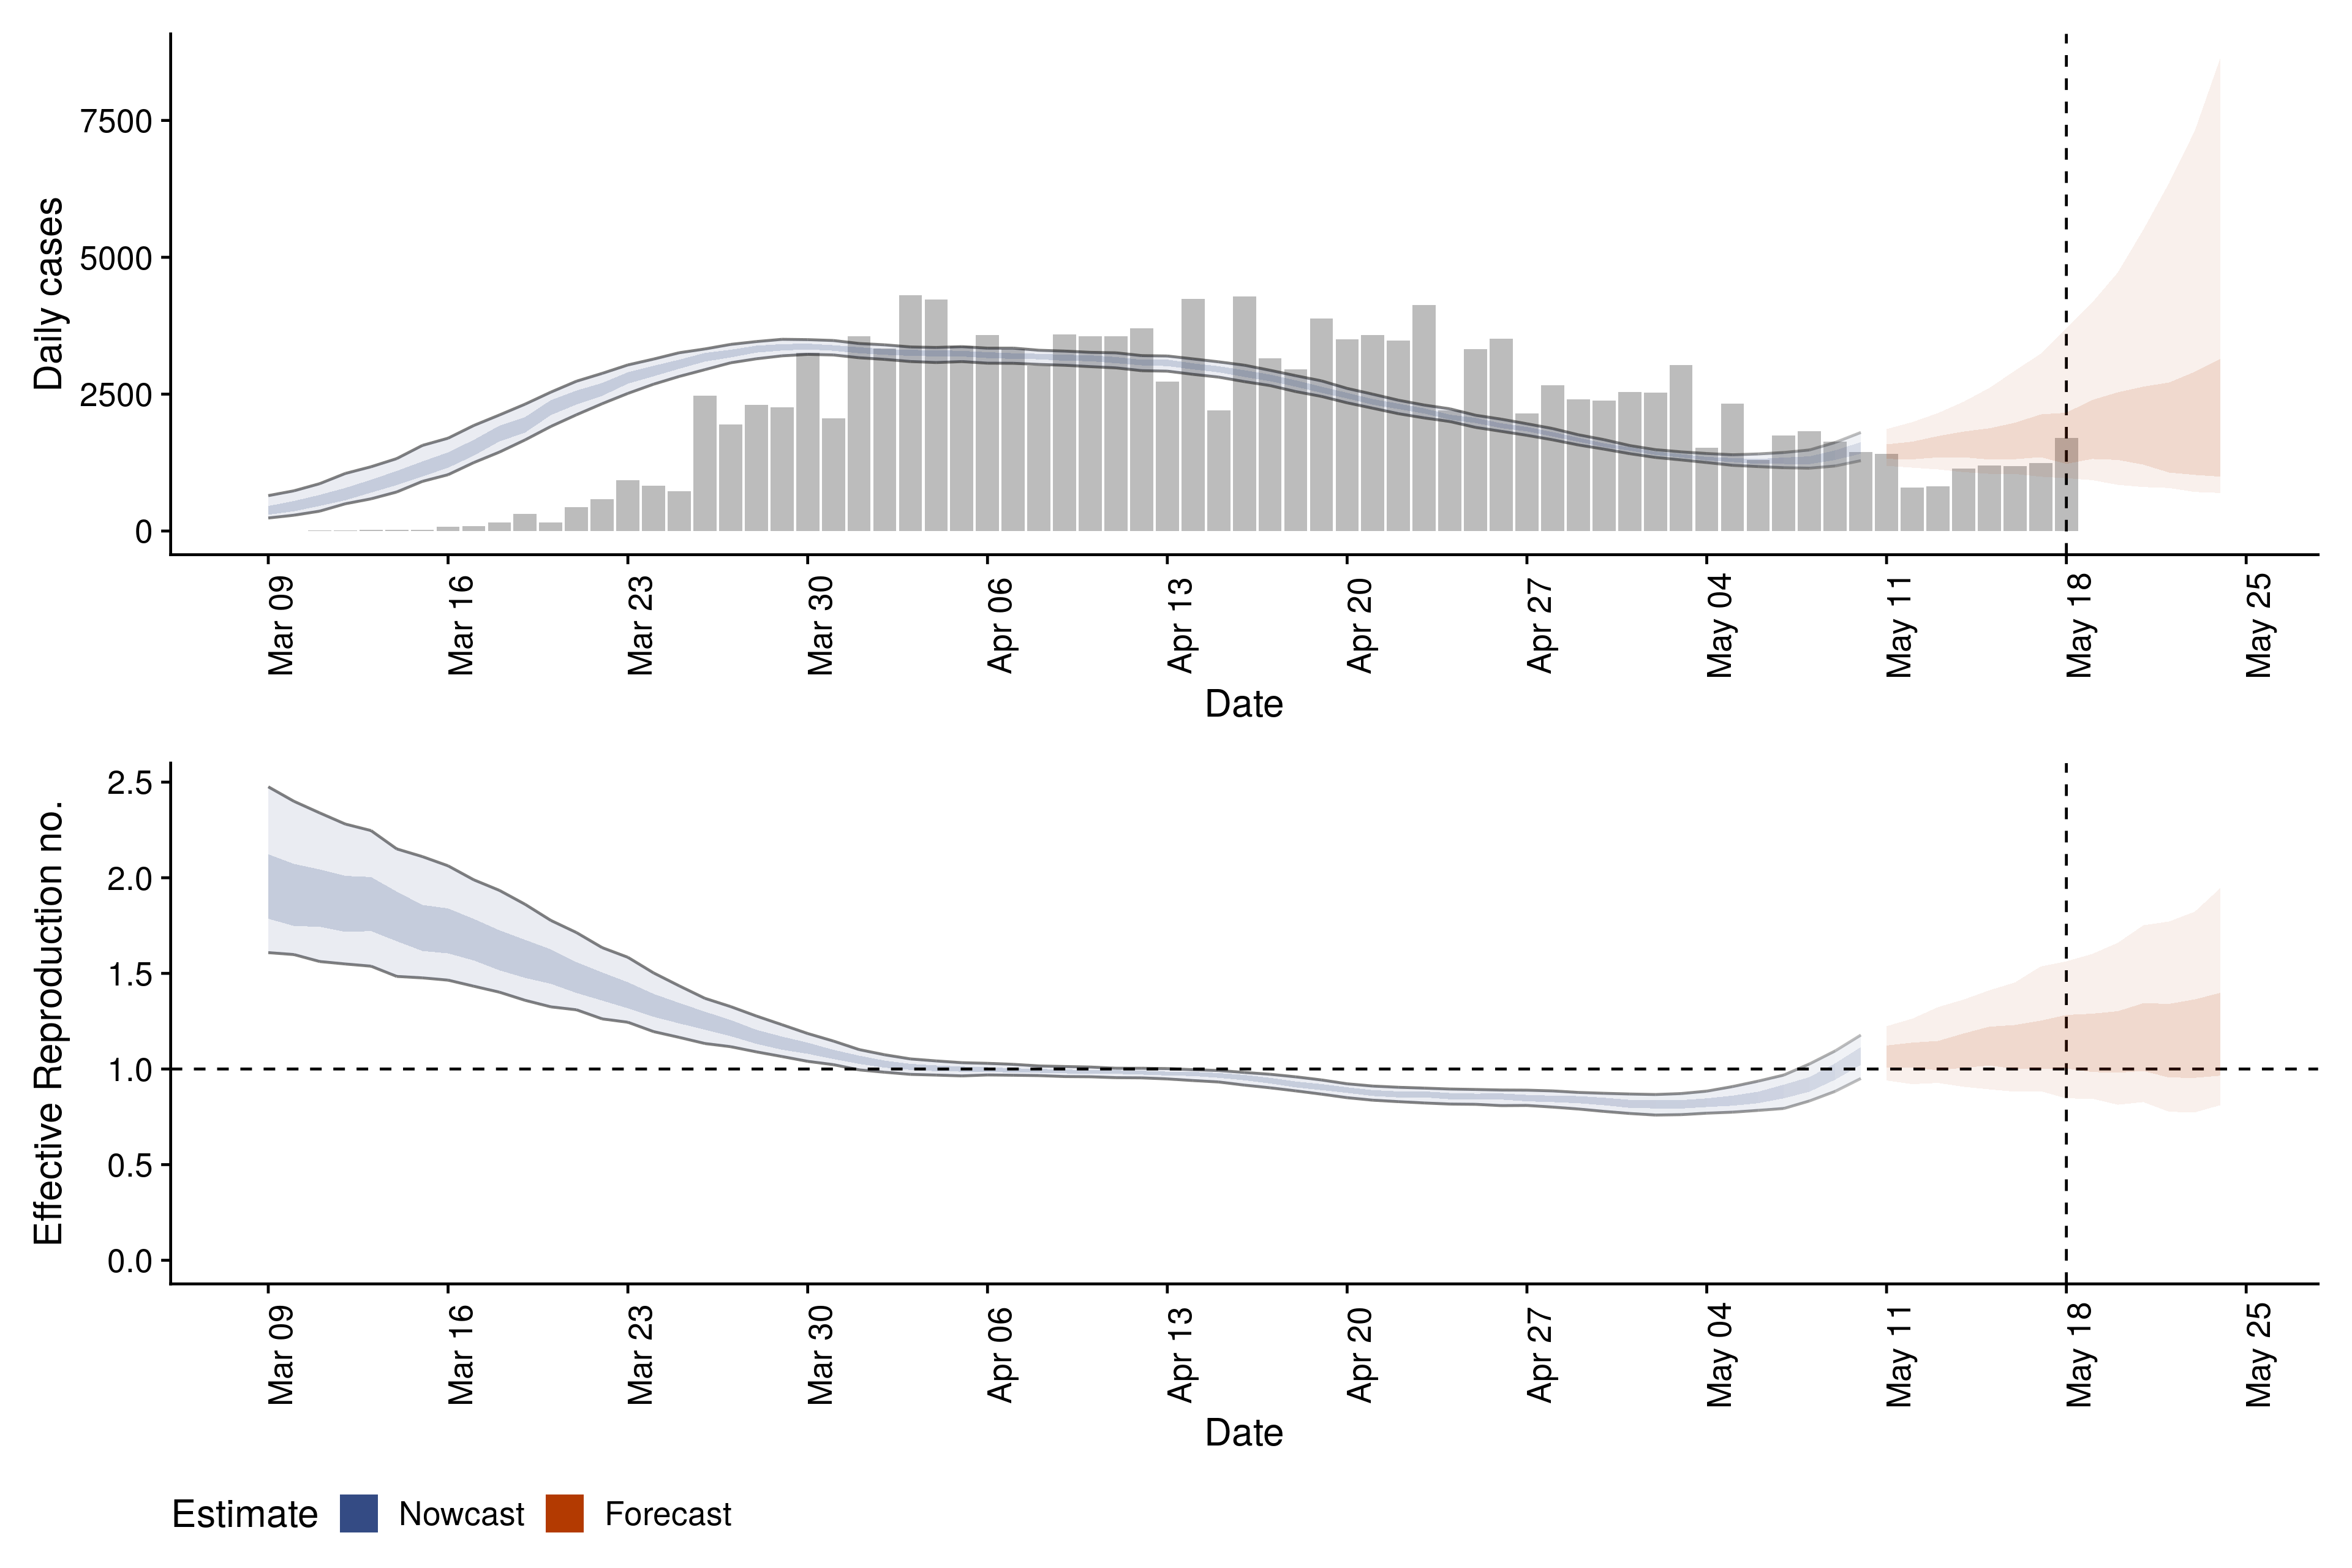 Daily cases
7500
5000
2500
0
Mar 09
Mar 16
Mar 23
Mar 30
Apr 06
Apr 13
Apr 20
Apr 27
May 04
May 11
May 18
May 25
Date
Effective Reproduction no.
2.5
2.0
1.5
1.0
0.5
0.0
Mar 09
Mar 16
Mar 23
Mar 30
Apr 06
Apr 13
Apr 20
Apr 27
May 04
May 11
May 18
May 25
Date
Estimate Nowcast Forecast